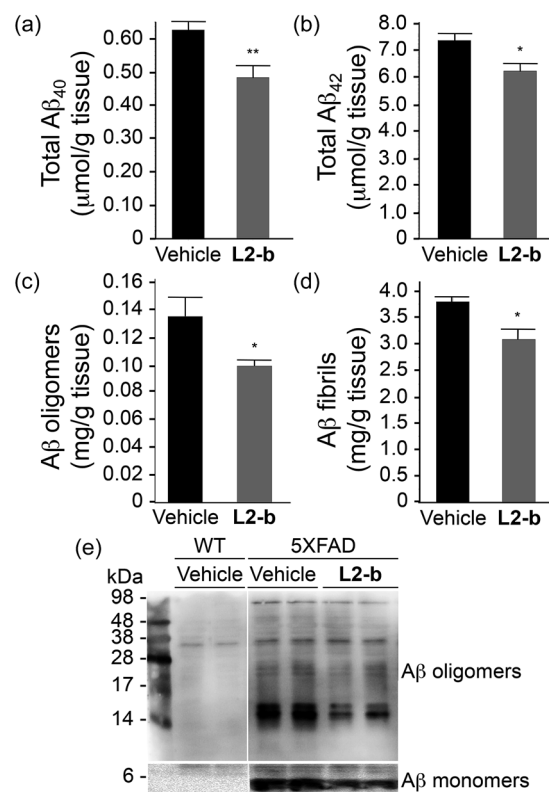 (a)
Total Aβ40
(μmol/g tissue)
0.60
0.50
0.40
0.30
0.20
0.10
0
**
Vehicle L2-b
(b)
Total Aβ42
(μmol/g tissue)
8.0
7.0
6.0
5.0
4.0
3.0
2.0
1.0
0
*
Vehicle L2-b
(c)
Aβ oligomers
(mg/g tissue)
0.16
0.14
0.12
0.10
0.08
0.06
0.04
0.02
0
*
Vehicle L2-b
(d)
Aβ fibrils
(mg/g tissue)
4.0
3.5
3.0
2.5
2.0
1.5
1.0
0.5
0
*
Vehicle L2-b
(e)
WT 5XFAD
kDa Vehicle Vehicle L2-b
98 -
48 -
38 -
28 -
17 -
14 -
6 -
Aβ oligomers
Aβ monomers